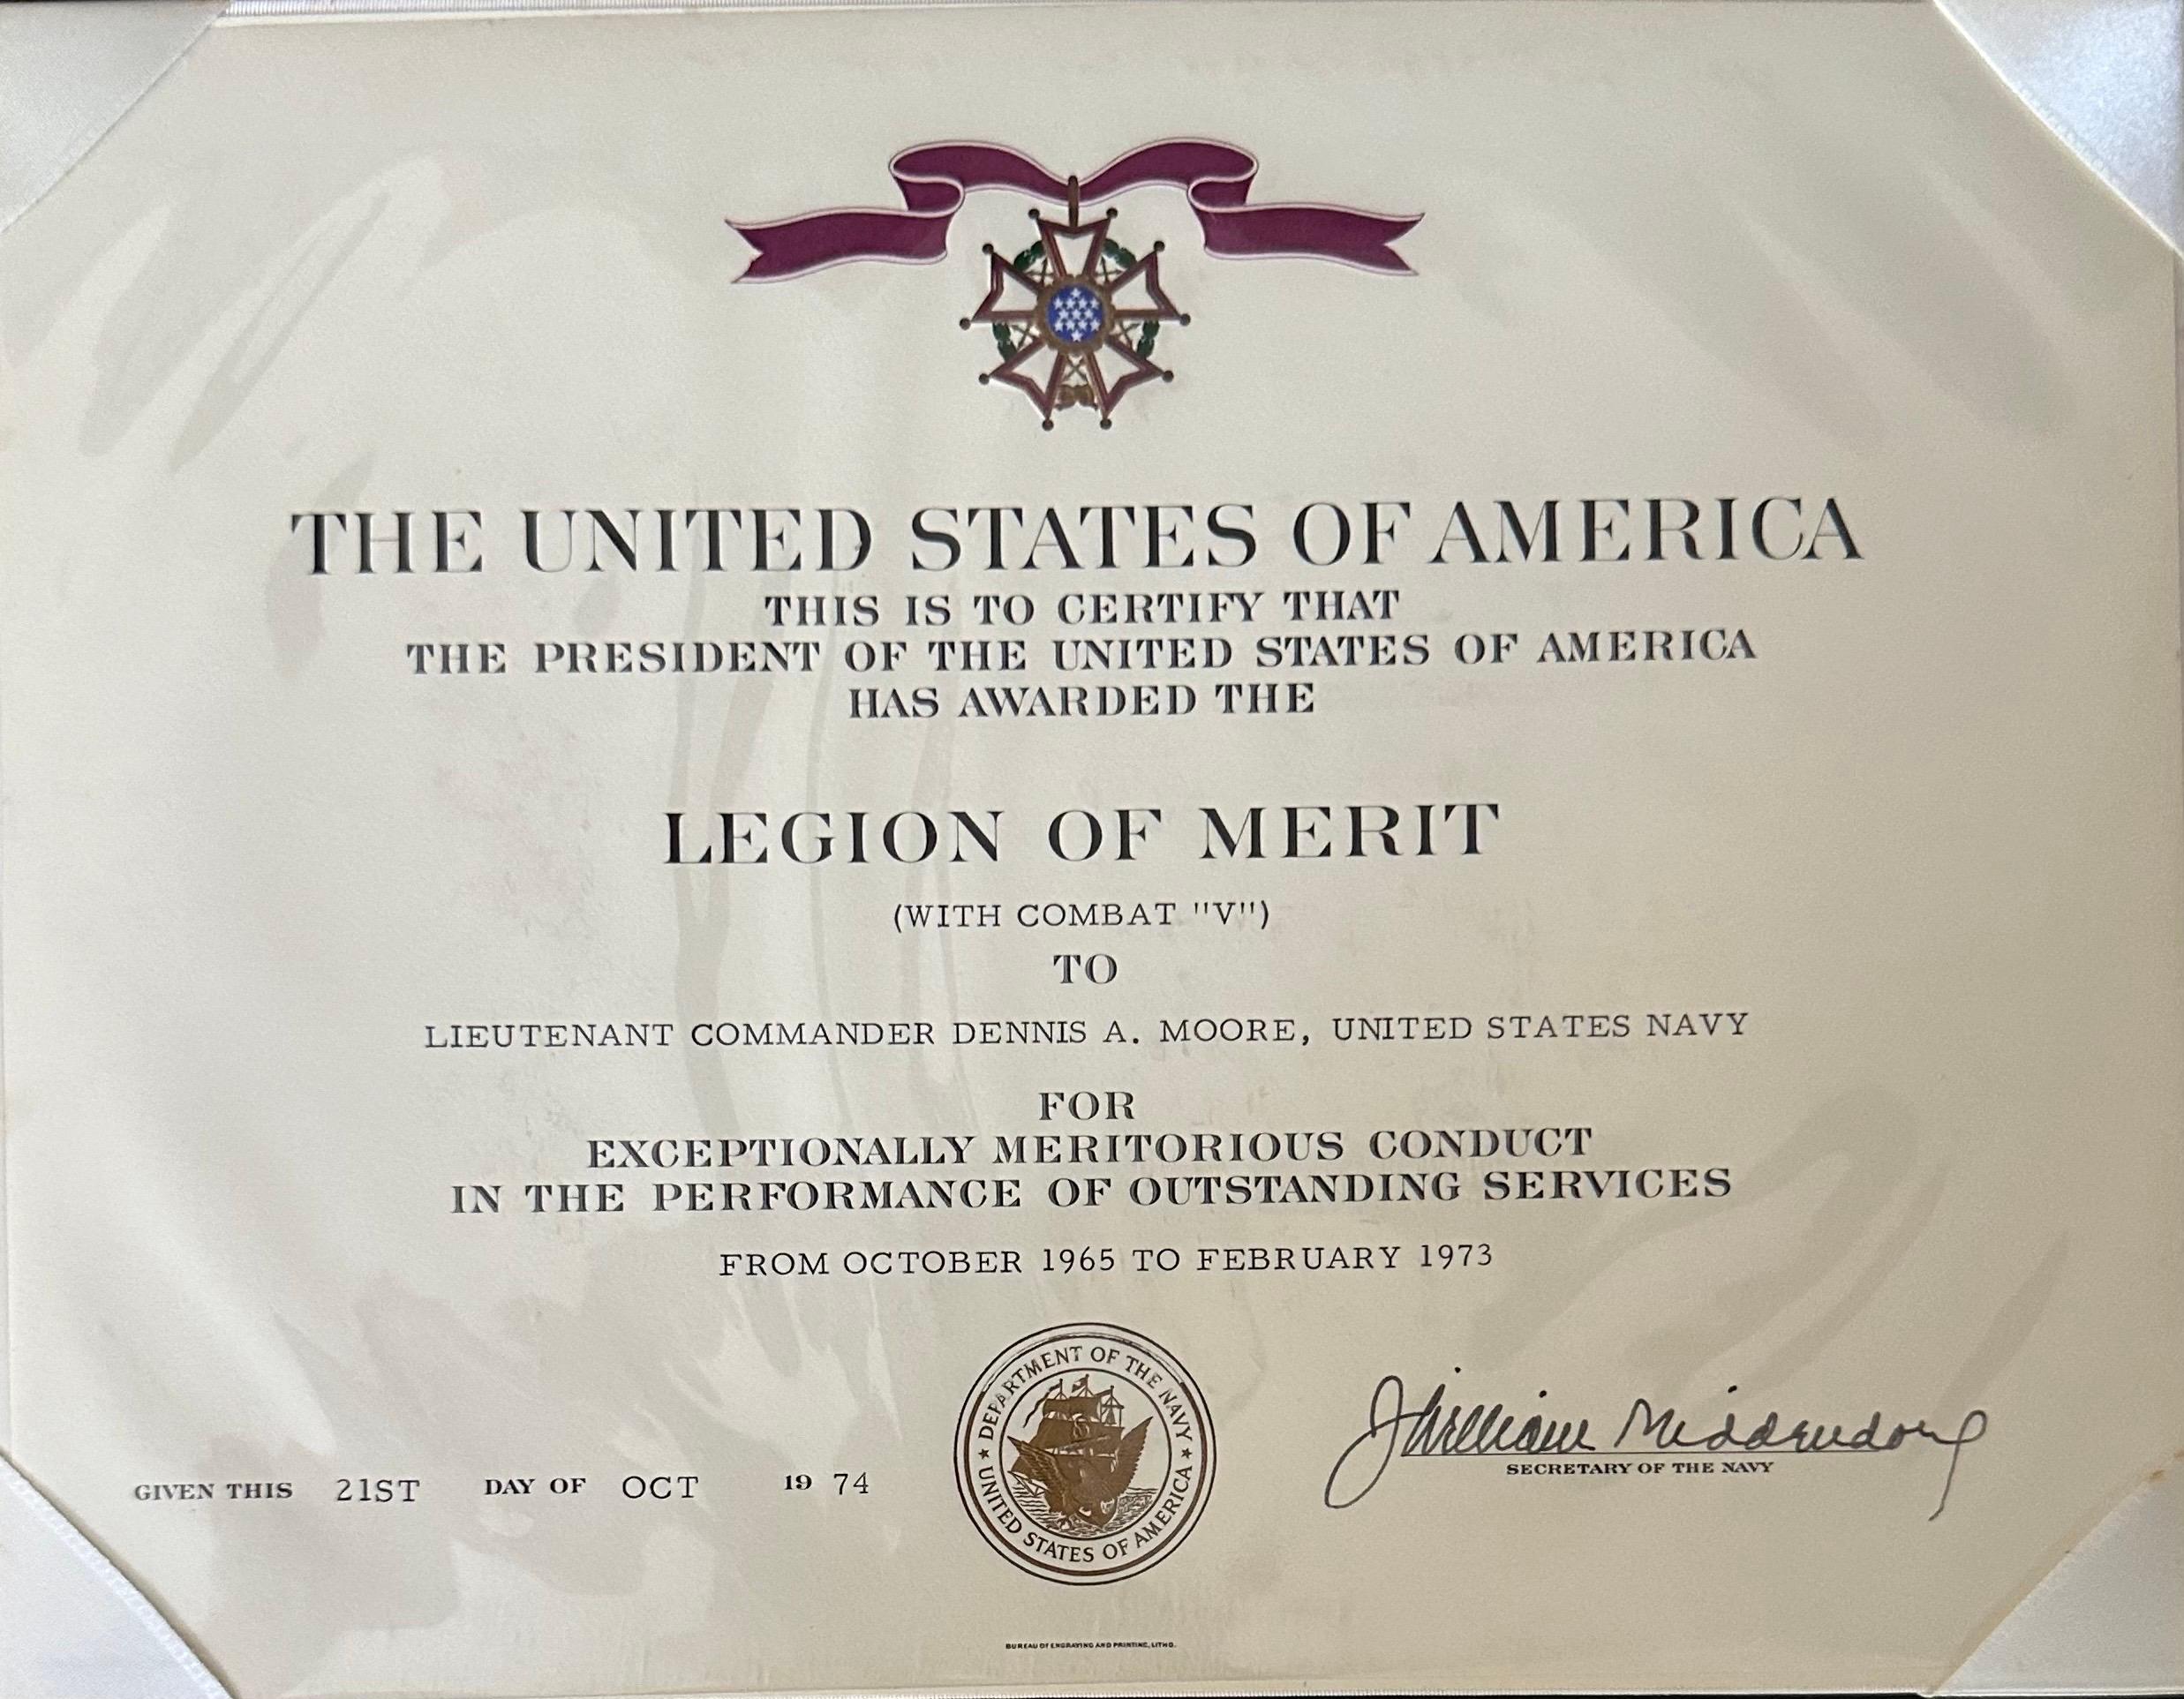 THE UNITED STATES OF AMERICA
THIS IS TO CERTIFY THAT
THE PRESIDENT OF THE UNITED STATES OF AMERICA
HAS AWARDED THE
LEGION OF MERIT
(WITH COMBAT "V")
TO
LIEUTENANT COMMANDER DENNIS A. MOORE, UNITED STATES NAVY
FOR
EXCEPTIONALLY MERITORIOUS CONDUCT
IN THE PERFORMANCE OF OUTSTANDING SERVICES
FROM OCTOBER 1965 TO FEBRUARY 1973
GIVEN THIS 21ST DAY OF OCT 19 74
DEPARTMENT OF THE NAVY
★ UNITED STATES OF AMERICA ★
J William Middendorf
SECRETARY OF THE NAVY
BUREAU OF ENGRAVING AND PRINTING, LITHO.